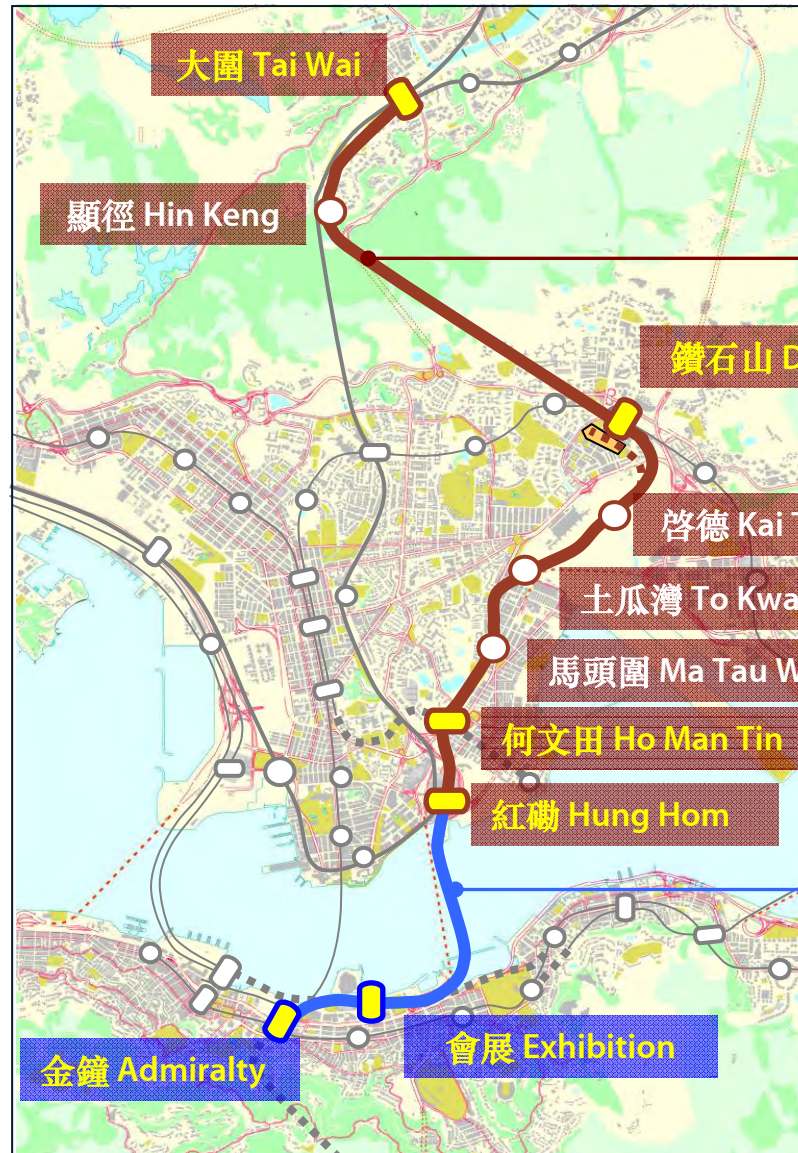 大圍 Tai Wai
顯徑 Hin Keng
鑽石山 D
啓德 Kai T
土瓜灣 To Kwa
馬頭圍 Ma Tau W
何文田 Ho Man Tin
紅磡 Hung Hom
會展 Exhibition
金鐘 Admiralty